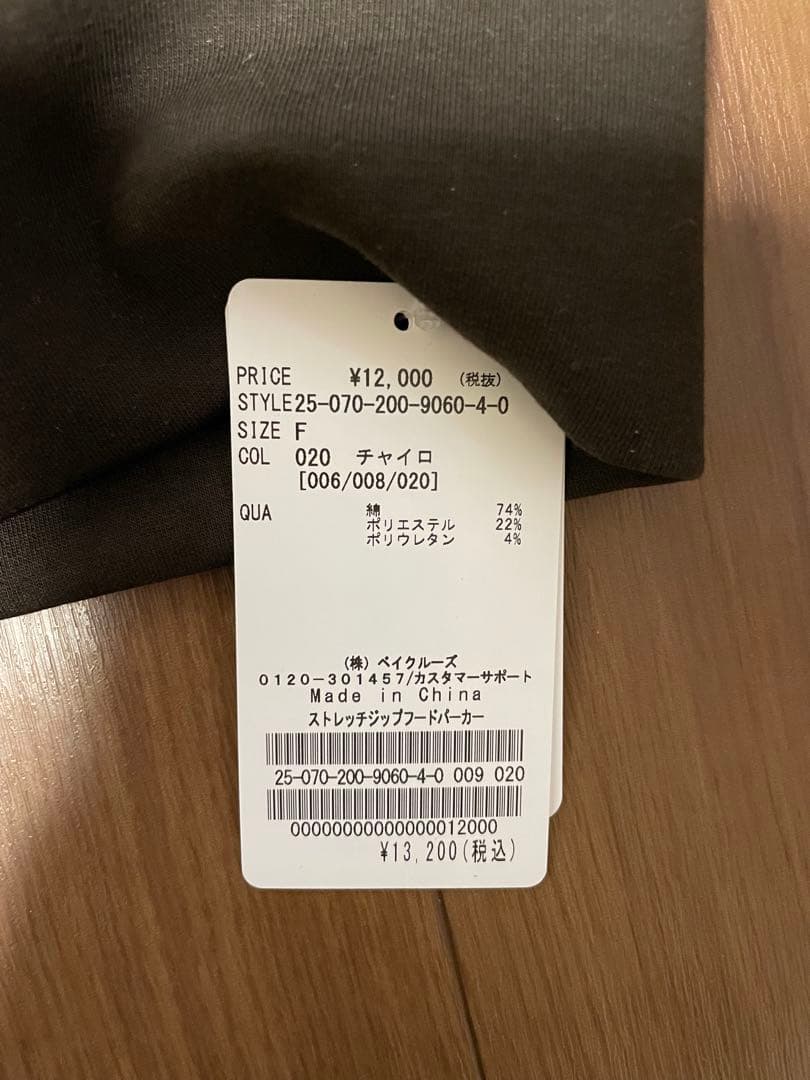 PRICE ¥12,000 (税抜)
STYLE25-070-200-9060-4-0
SIZE F
COL 020 チャイロ
[006/008/020]
QUA 綿 74%
ポリエステル 22%
ポリウレタン 4%
(株)ベイクルーズ
0120-301457/カスタマーサポート
Made in China
ストレッチジップフードパーカー
25-070-200-9060-4-0 009 020
00000000000000012000
¥13,200(税込)